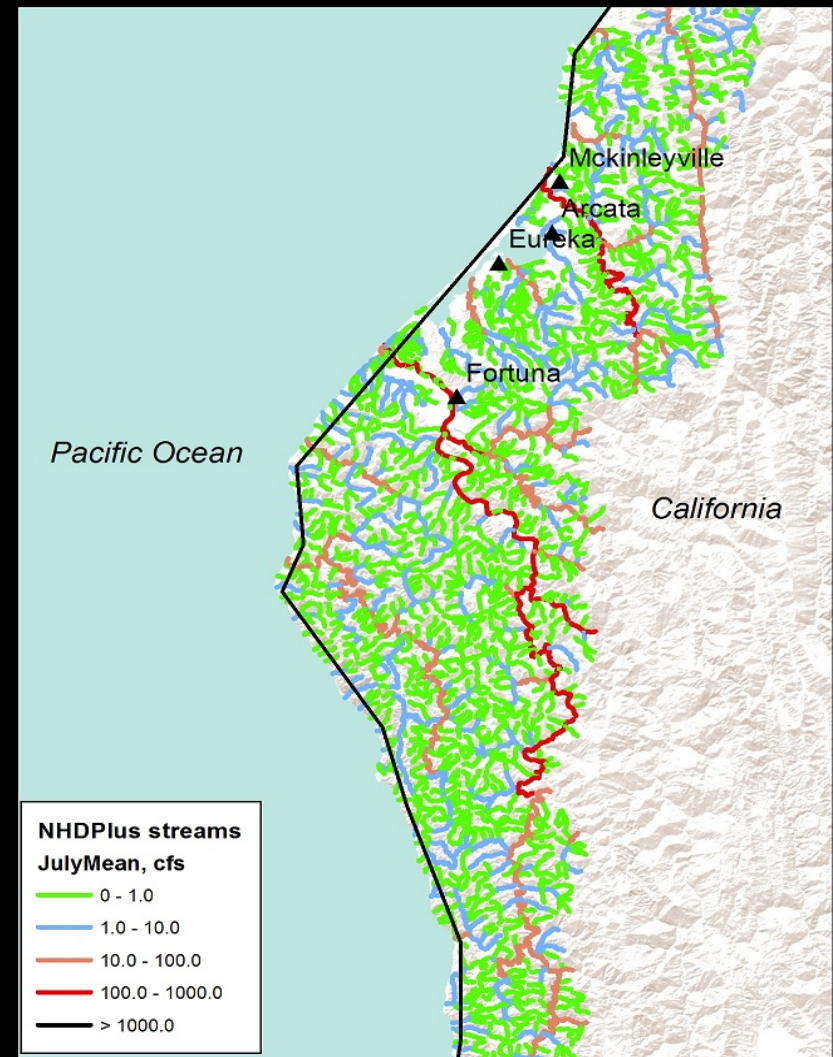 Mckinleyville
Arcata
Eureka
Fortuna
Pacific Ocean
California
NHDPlus streams
JulyMean, cfs
0 - 1.0
1.0 - 10.0
10.0 - 100.0
100.0 - 1000.0
> 1000.0